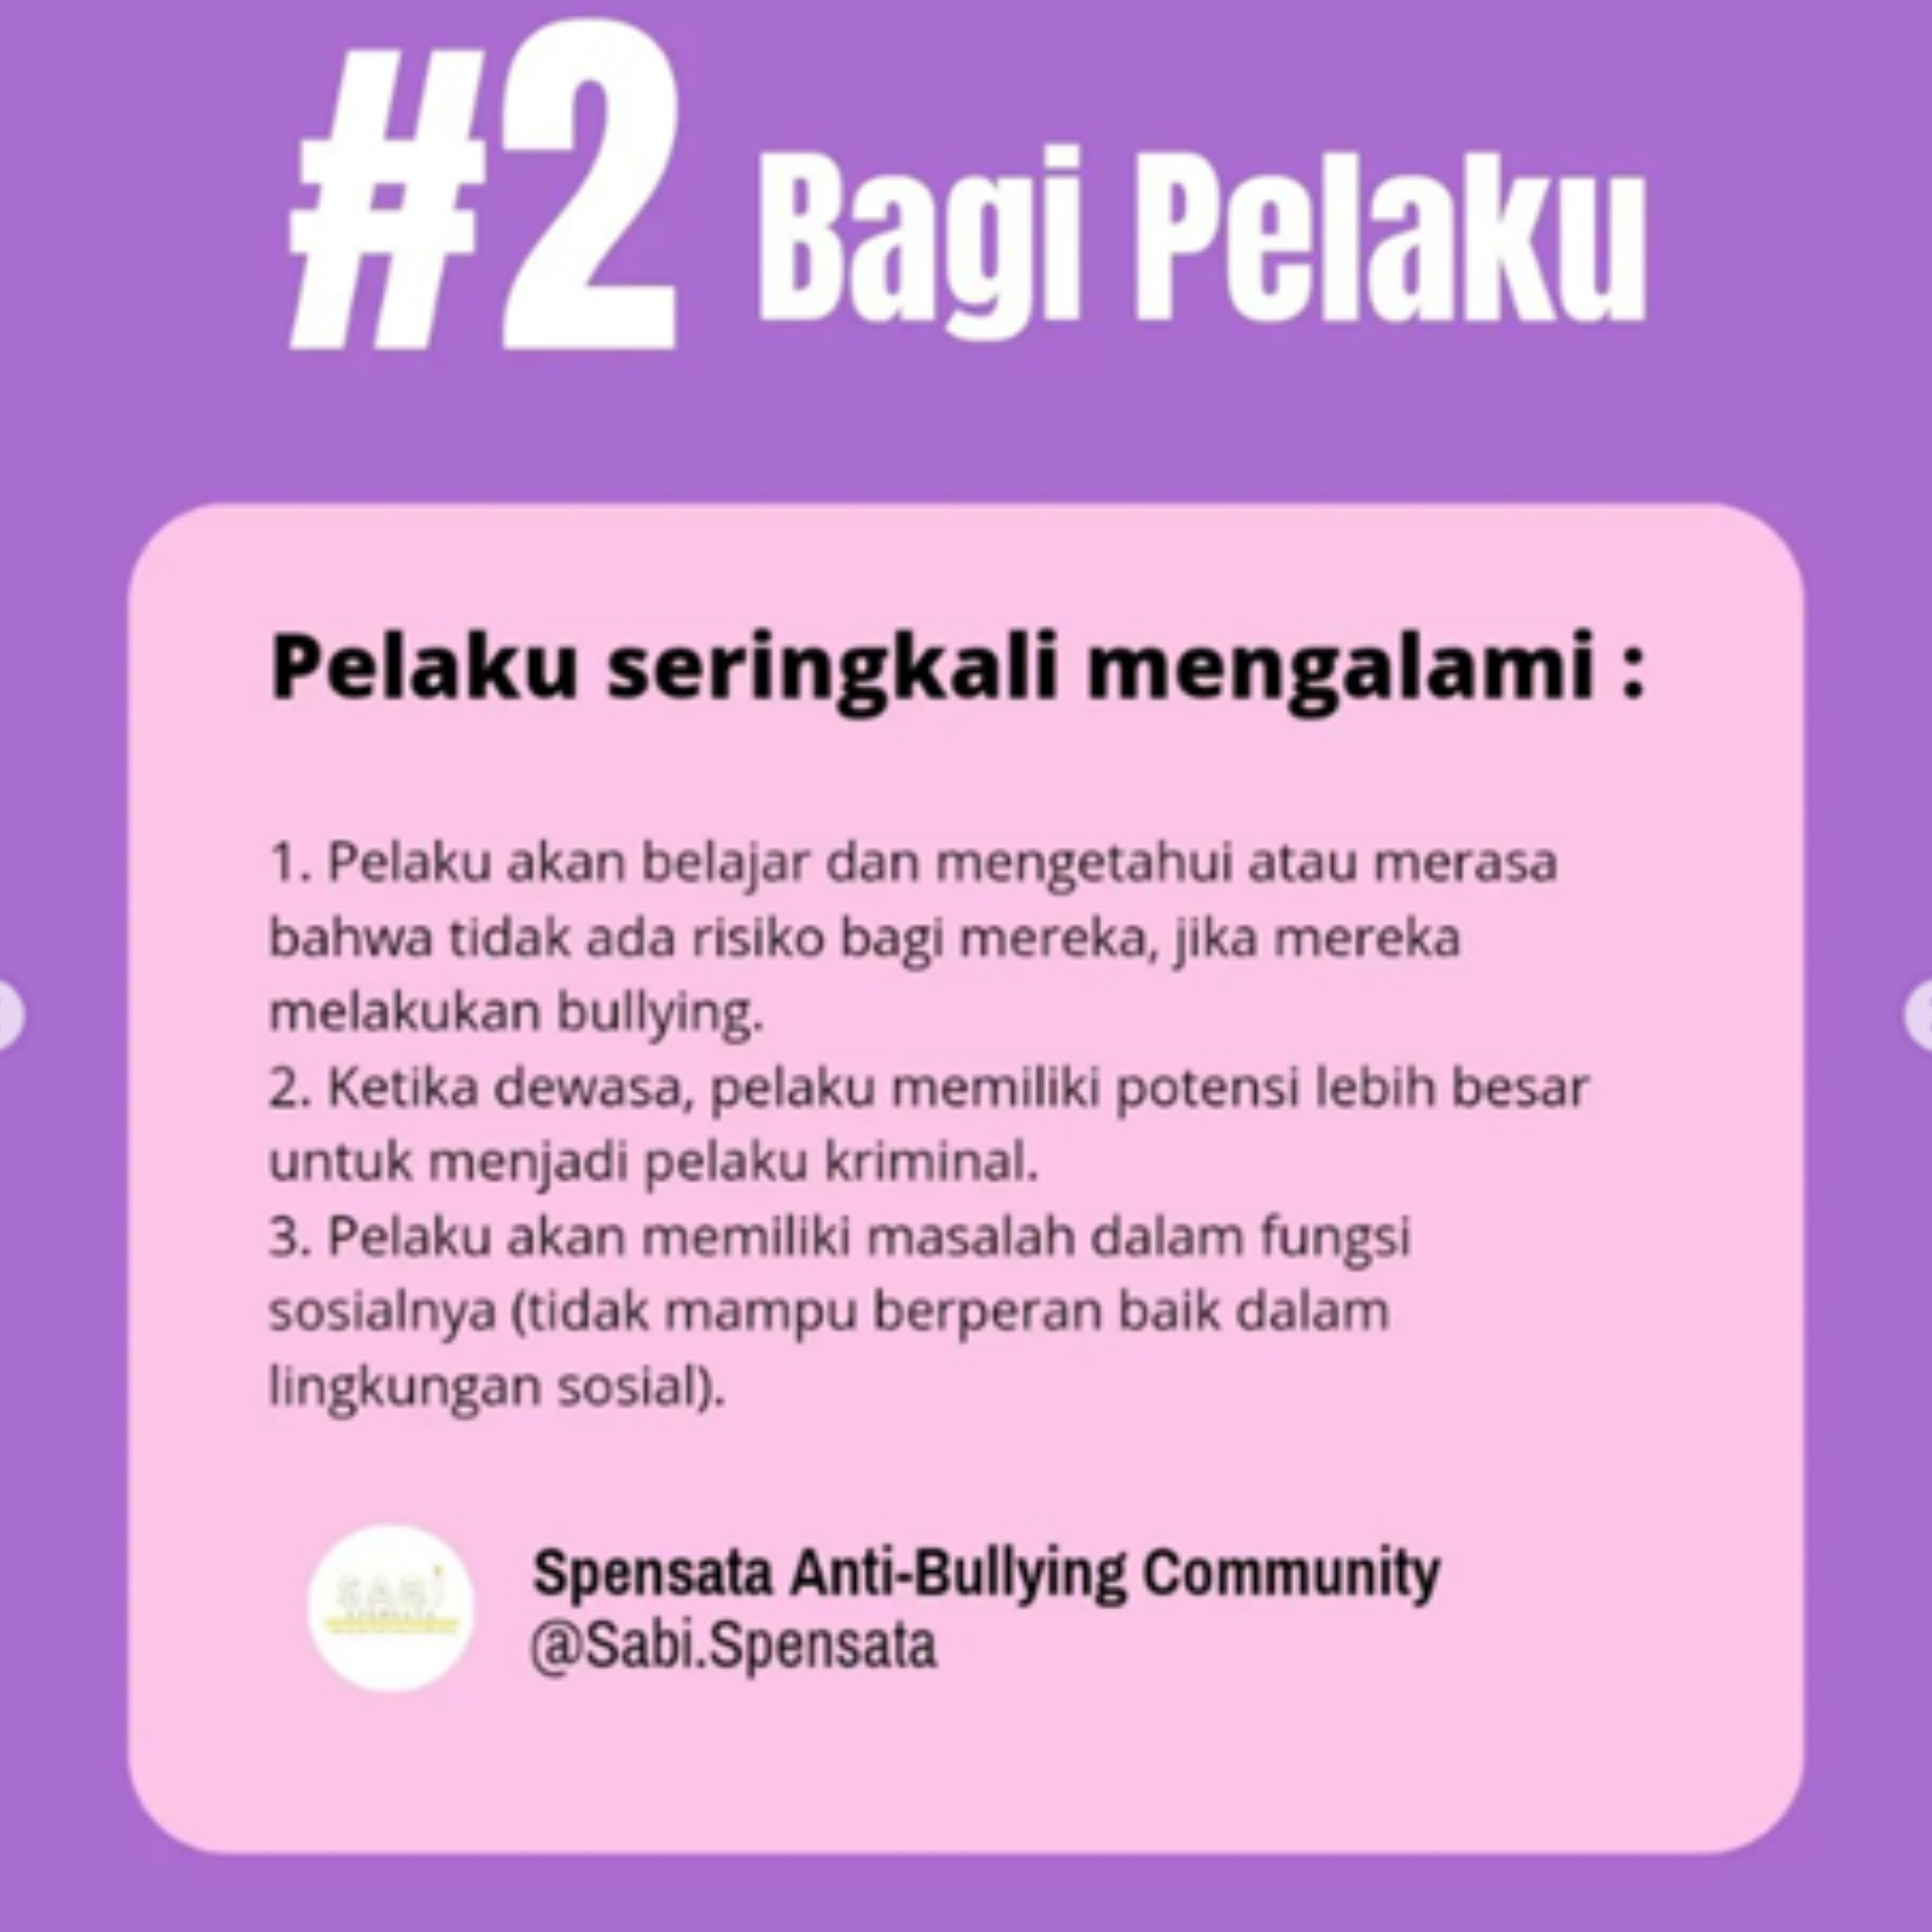 #2 Bagi Pelaku
Pelaku seringkali mengalami :
1. Pelaku akan belajar dan mengetahui atau merasa
bahwa tidak ada risiko bagi mereka, jika mereka
melakukan bullying.
2. Ketika dewasa, pelaku memiliki potensi lebih besar
untuk menjadi pelaku kriminal.
3. Pelaku akan memiliki masalah dalam fungsi
sosialnya (tidak mampu berperan baik dalam
lingkungan sosial).
SABi
Spensata Anti-Bullying Community
@Sabi.Spensata